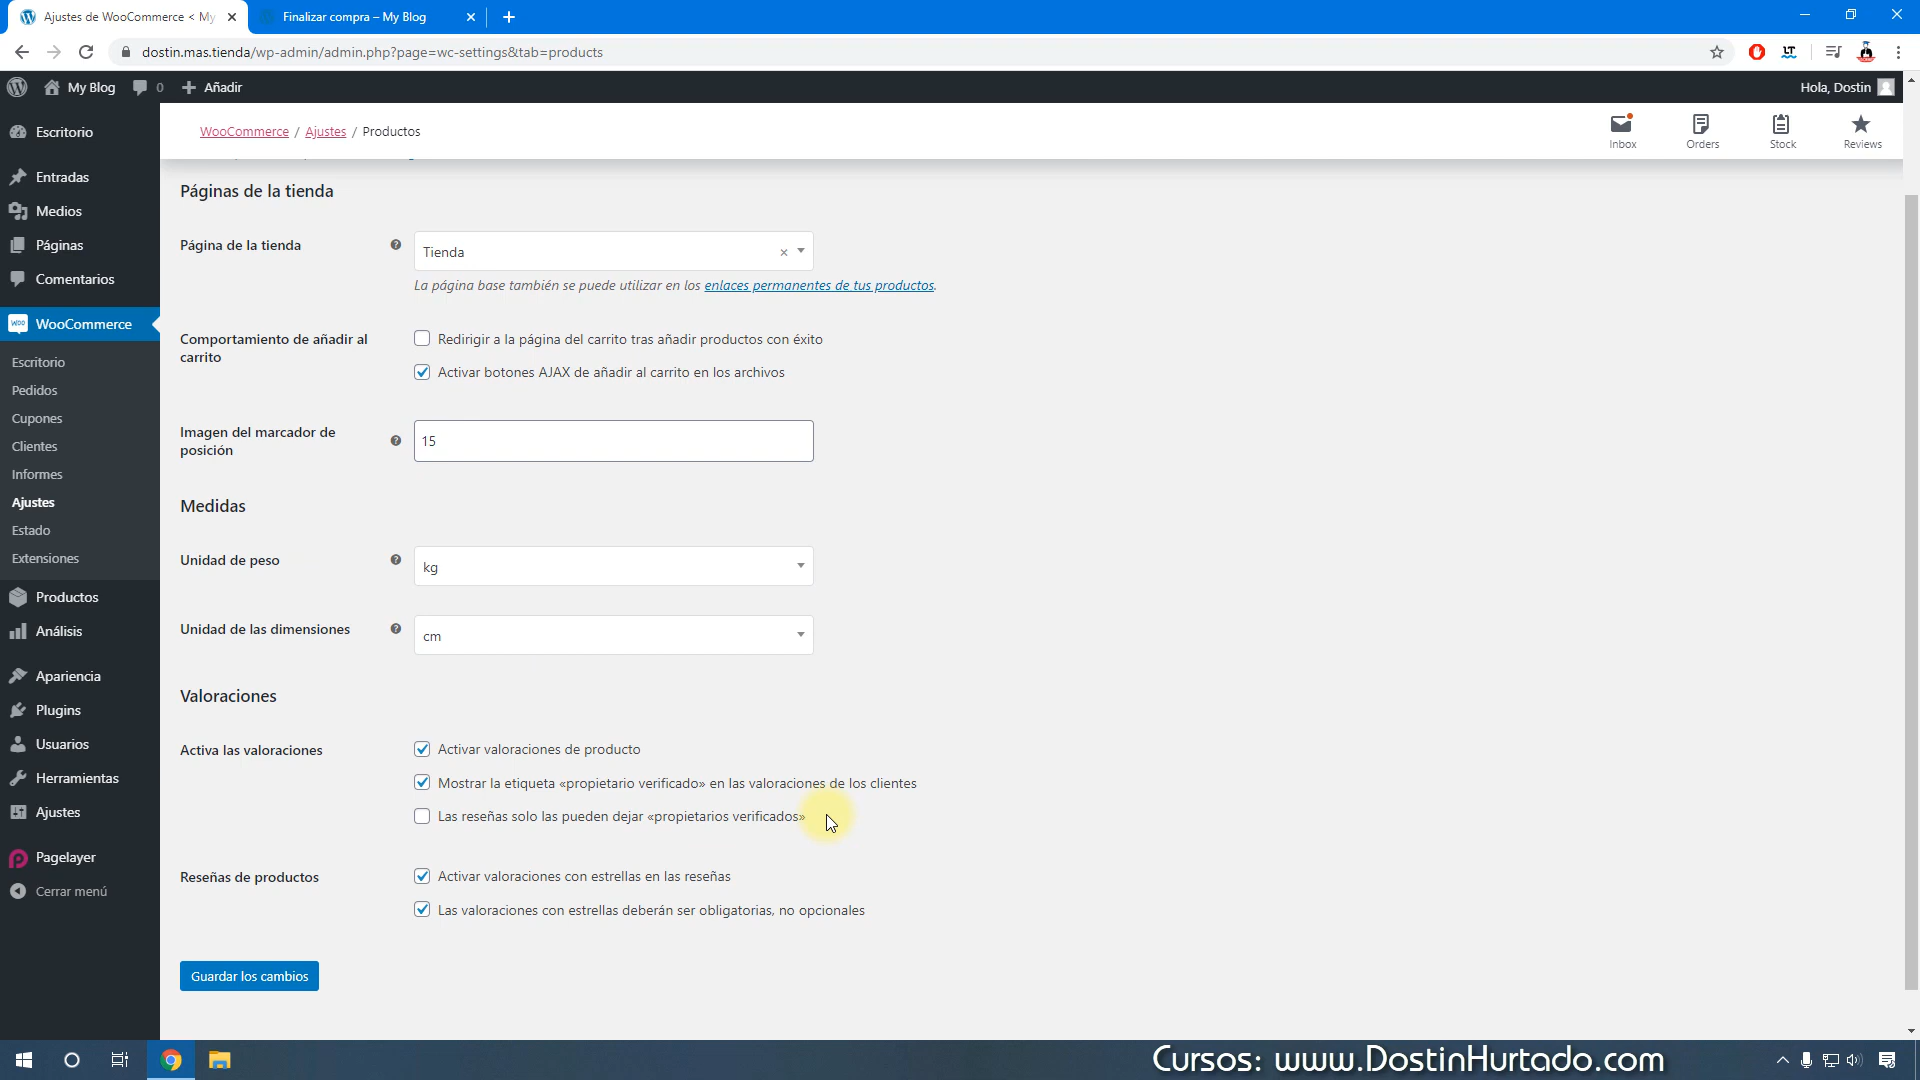 Ajustes de WooCommerce < My
Finalizar compra – My Blog
dostin.mas.tienda/wp-admin/admin.php?page=wc-settings&tab=products
My Blog
0
Añadir
Hola, Dostin
WooCommerce / Ajustes / Productos
Inbox
Orders
Stock
Reviews
Escritorio
Entradas
Medios
Páginas
Comentarios
WooCommerce
Escritorio
Pedidos
Cupones
Clientes
Informes
Ajustes
Estado
Extensiones
Productos
Análisis
Apariencia
Plugins
Usuarios
Herramientas
Ajustes
Pagelayer
Cerrar menú
Páginas de la tienda
Página de la tienda
Tienda
La página base también se puede utilizar en los enlaces permanentes de tus productos.
Comportamiento de añadir al
carrito
Redirigir a la página del carrito tras añadir productos con éxito
Activar botones AJAX de añadir al carrito en los archivos
Imagen del marcador de
posición
15
Medidas
Unidad de peso
kg
Unidad de las dimensiones
cm
Valoraciones
Activa las valoraciones
Activar valoraciones de producto
Mostrar la etiqueta «propietario verificado» en las valoraciones de los clientes
Las reseñas solo las pueden dejar «propietarios verificados»
Reseñas de productos
Activar valoraciones con estrellas en las reseñas
Las valoraciones con estrellas deberán ser obligatorias, no opcionales
Guardar los cambios
Cursos: www.DostinHurtado.com